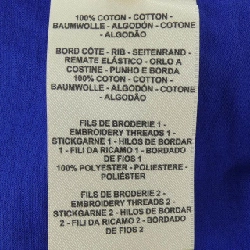 100% COTON - COTTON -
BAUMWOLLE - ALGODÓN - COTONE
- ALGODÃO
BORD CÔTE - RIB - SEITENRAND -
REMATE ELÁSTICO - ORLO A
COSTINE - PUNHO E BORDA
100% COTON - COTTON -
BAUMWOLLE - ALGODÓN - COTONE
- ALGODÃO
FILS DE BRODERIE 1 -
EMBROIDERY THREADS 1 -
STICKGARNE 1 - HILOS DE BORDAR
1 - FILI DA RICAMO 1 - BORDADO
DE FIOS 1
100% POLYESTER - POLIESTERE -
POLIÉSTER
FILS DE BRODERIE 2 -
EMBROIDERY THREADS 2 -
STICKGARNE 2 - HILOS DE BORDAR
2 - FILI DA RICAMO 2 - BORDADO
DE FIOS 2